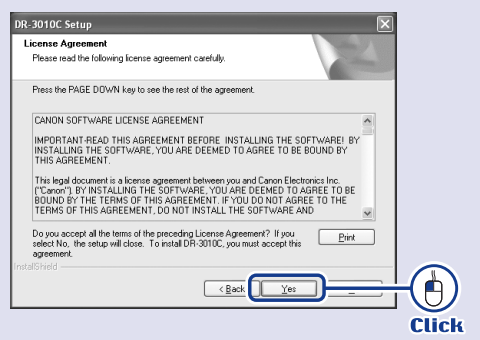 DR-3010C Setup
License Agreement
Please read the following license agreement carefully.
Press the PAGE DOWN key to see the rest of the agreement.
CANON SOFTWARE LICENSE AGREEMENT
IMPORTANT-READ THIS AGREEMENT BEFORE INSTALLING THE SOFTWARE! BY
INSTALLING THE SOFTWARE, YOU ARE DEEMED TO AGREE TO BE BOUND BY
THIS AGREEMENT.
This legal document is a license agreement between you and Canon Electronics Inc.
("Canon"). BY INSTALLING THE SOFTWARE, YOU ARE DEEMED TO AGREE TO BE
BOUND BY THE TERMS OF THIS AGREEMENT. IF YOU DO NOT AGREE TO THE
TERMS OF THIS AGREEMENT, DO NOT INSTALL THE SOFTWARE AND
Do you accept all the terms of the preceding License Agreement? If you
select No, the setup will close. To install DR-3010C, you must accept this
agreement.
Print
InstallShield
< Back
Yes
Click